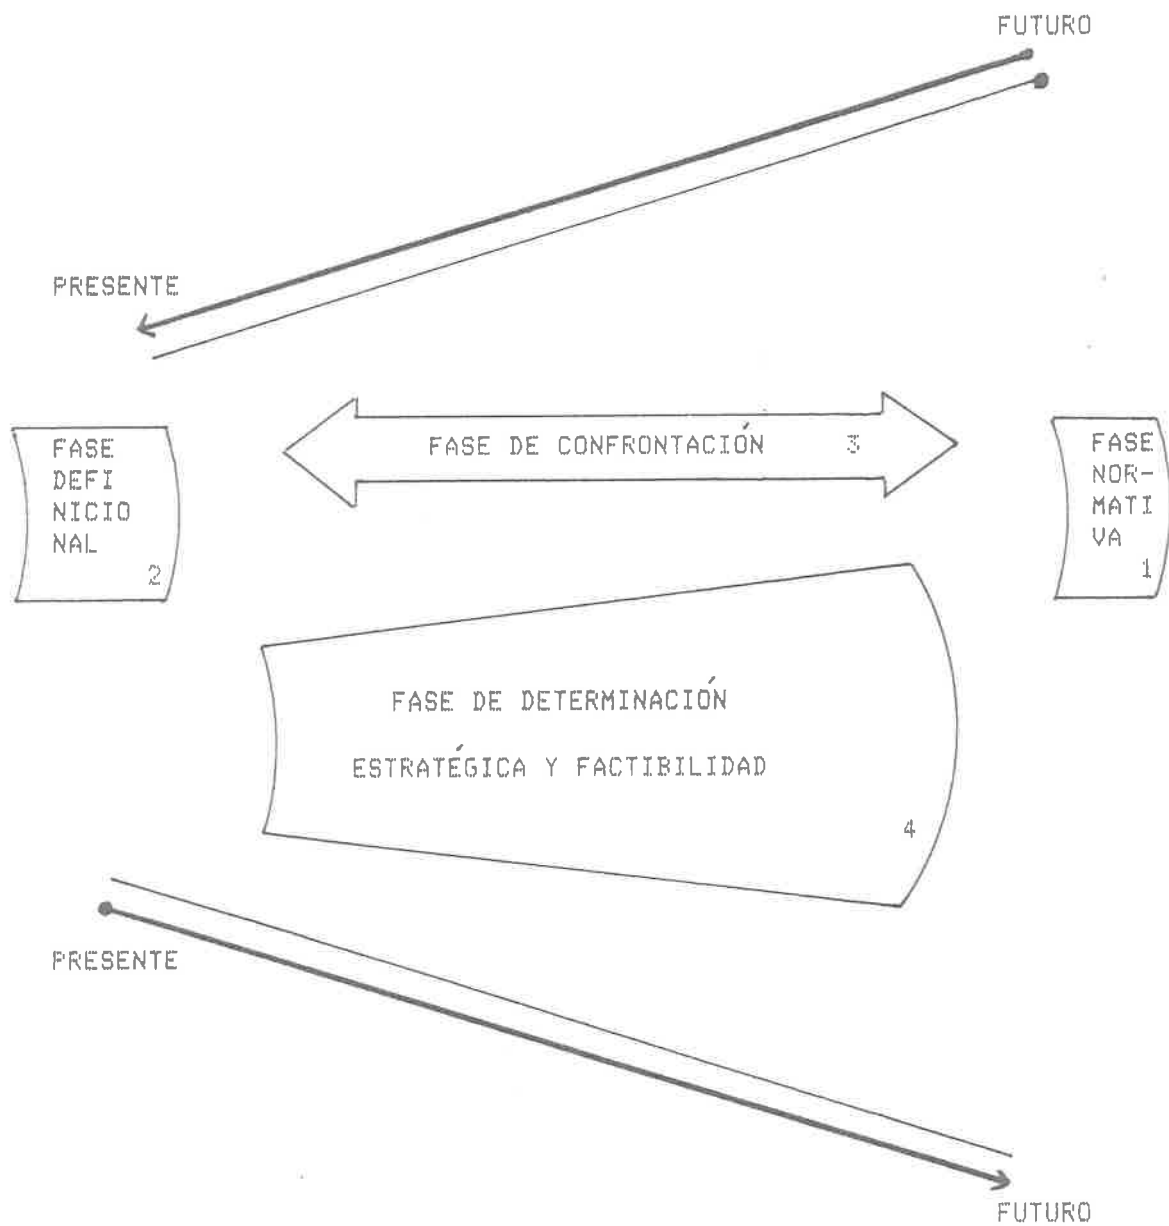 FUTURO
PRESENTE
FASE DE CONFRONTACIÓN 3
FASE
DEFI
NICIO
NAL
2
FASE
NOR-
MATI
VA
1
FASE DE DETERMINACIÓN
ESTRATÉGICA Y FACTIBILIDAD
4
PRESENTE
FUTURO